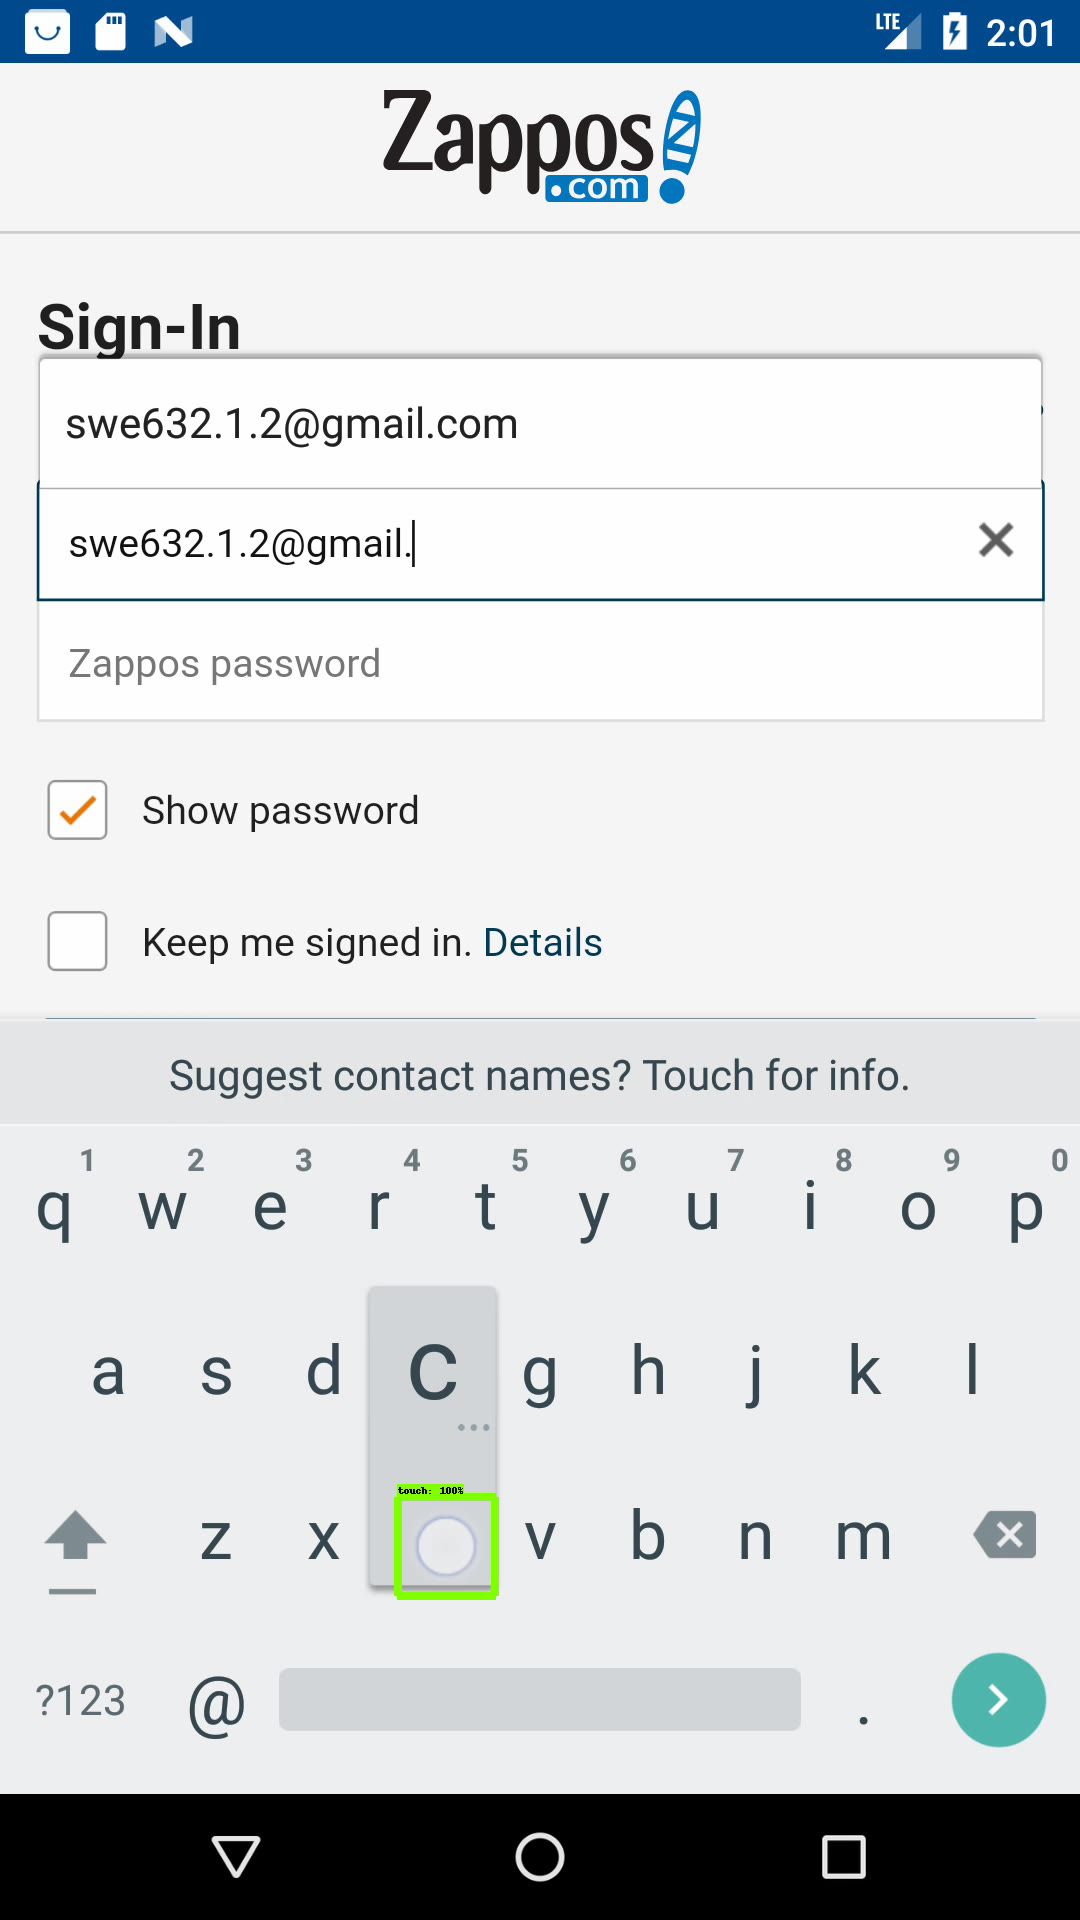 LTE 2:01
Zappos
.com
Sign-In
swe632.1.2@gmail.com
swe632.1.2@gmail.
Zappos password
Show password
Keep me signed in. Details
Suggest contact names? Touch for info.
1 2 3 4 5 6 7 8 9 0
q w e r t y u i o p
a s d c g h j k l
...
touch: 100%
z x v b n m
?123 @ .